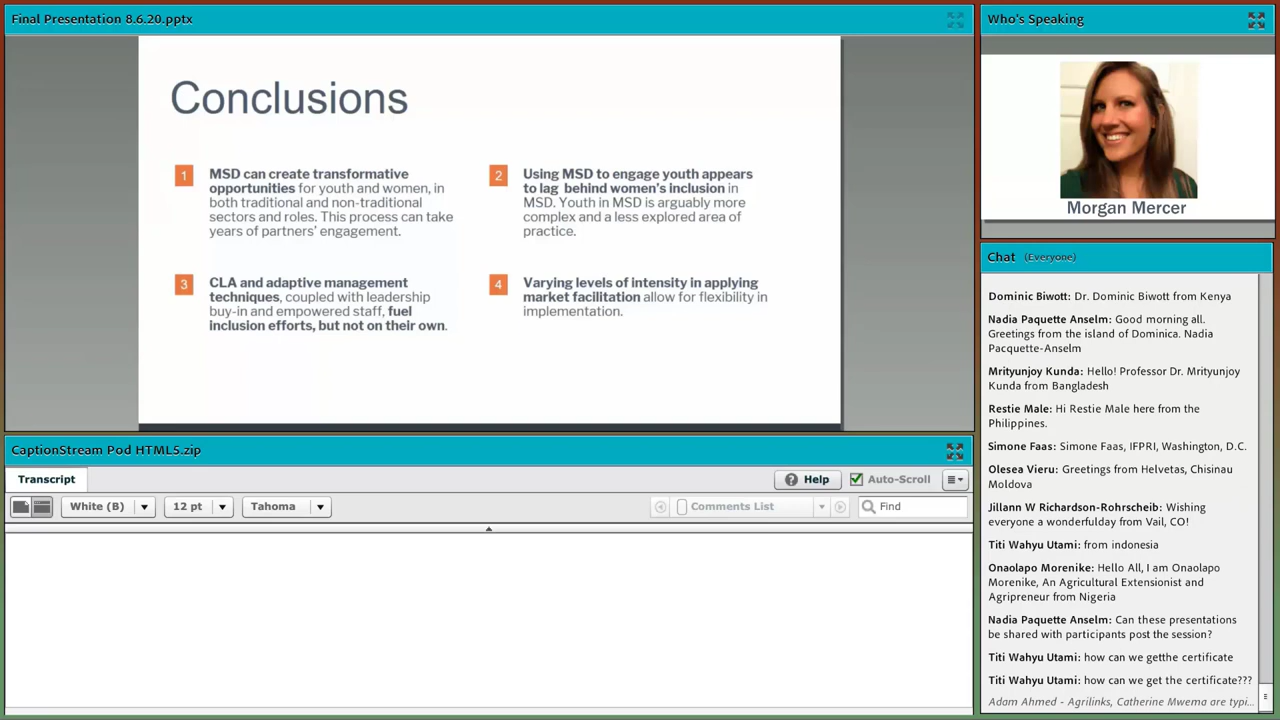 Final Presentation 8.6.20.pptx
Conclusions
1
MSD can create transformative
opportunities for youth and women, in
both traditional and non-traditional
sectors and roles. This process can take
years of partners' engagement.
2
Using MSD to engage youth appears
to lag behind women's inclusion in
MSD. Youth in MSD is arguably more
complex and a less explored area of
practice.
3
CLA and adaptive management
techniques, coupled with leadership
buy-in and empowered staff, fuel
inclusion efforts, but not on their own.
4
Varying levels of intensity in applying
market facilitation allow for flexibility in
implementation.
CaptionStream Pod HTML5.zip
Transcript
Help
Auto-Scroll
White (B)
12 pt
Tahoma
Comments List
Find
Who's Speaking
Morgan Mercer
Chat (Everyone)
Dominic Biwott: Dr. Dominic Biwott from Kenya
Nadia Paquette Anselm: Good morning all.
Greetings from the island of Dominica. Nadia
Pacquette-Anselm
Mrityunjoy Kunda: Hello! Professor Dr. Mrityunjoy
Kunda from Bangladesh
Restie Male: Hi Restie Male here from the
Philippines.
Simone Faas: Simone Faas, IFPRI, Washington, D.C.
Olesea Vieru: Greetings from Helvetas, Chisinau
Moldova
Jillann W Richardson-Rohrscheib: Wishing
everyone a wonderfulday from Vail, CO!
Titi Wahyu Utami: from indonesia
Onaolapo Morenike: Hello All, I am Onaolapo
Morenike, An Agricultural Extensionist and
Agripreneur from Nigeria
Nadia Paquette Anselm: Can these presentations
be shared with participants post the session?
Titi Wahyu Utami: how can we getthe certificate
Titi Wahyu Utami: how can we get the certificate???
Adam Ahmed - Agrilinks, Catherine Mwema are typi...